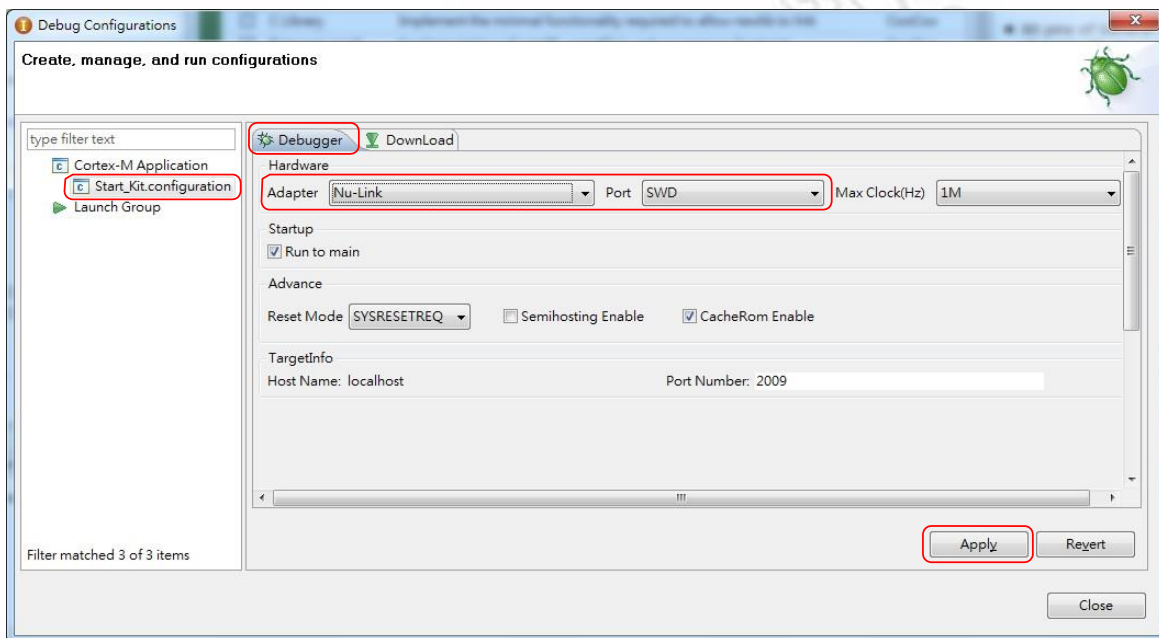 Debug Configurations
Create, manage, and run configurations
type filter text
Cortex-M Application
Start_Kit.configuration
Launch Group
Filter matched 3 of 3 items
Debugger DownLoad
Hardware
Adapter Nu-Link Port SWD Max Clock(Hz) 1M
Startup
Run to main
Advance
Reset Mode SYSRESETREQ Semihosting Enable CacheRom Enable
TargetInfo
Host Name: localhost Port Number: 2009
Apply Revert
Close